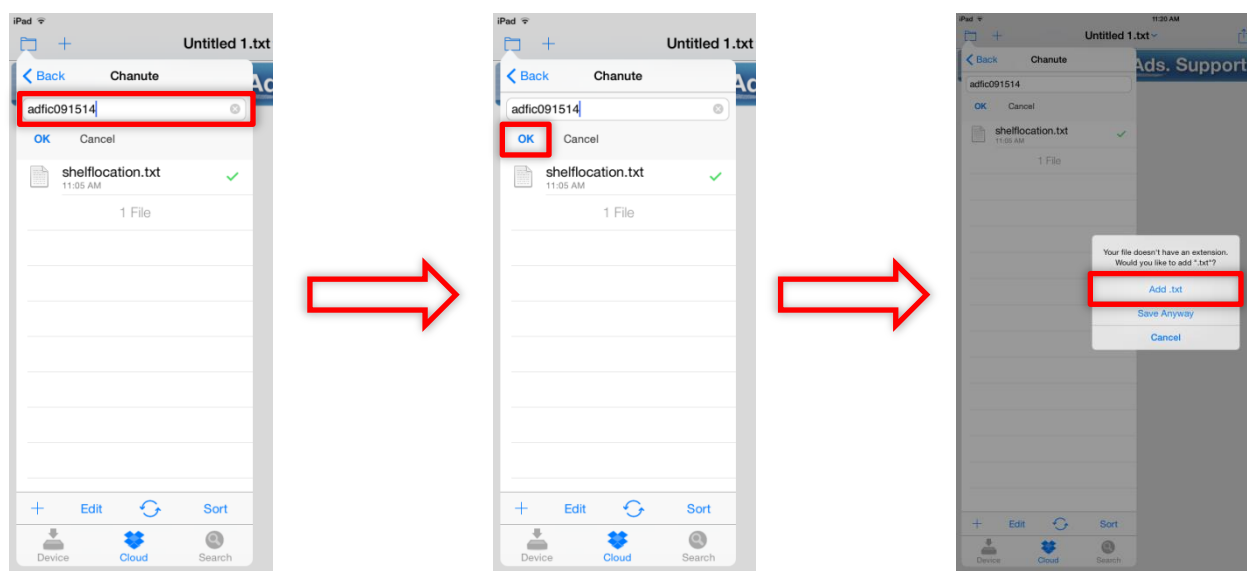 iPad
Untitled 1.txt
Back Chanute
Ad
adfic091514
OK Cancel
shelflocation.txt
11:05 AM
1 File
Edit Sort
Device Cloud Search
iPad
Untitled 1.txt
Back Chanute
Ad
adfic091514
OK Cancel
shelflocation.txt
11:05 AM
1 File
Edit Sort
Device Cloud Search
iPad 11:20 AM
Untitled 1.txt
Back Chanute
Ads. Support
adfic091514
OK Cancel
shelflocation.txt
11:05 AM
1 File
Your file doesn't have an extension.
Would you like to add ".txt"?
Add .txt
Save Anyway
Cancel
Edit Sort
Device Cloud Search